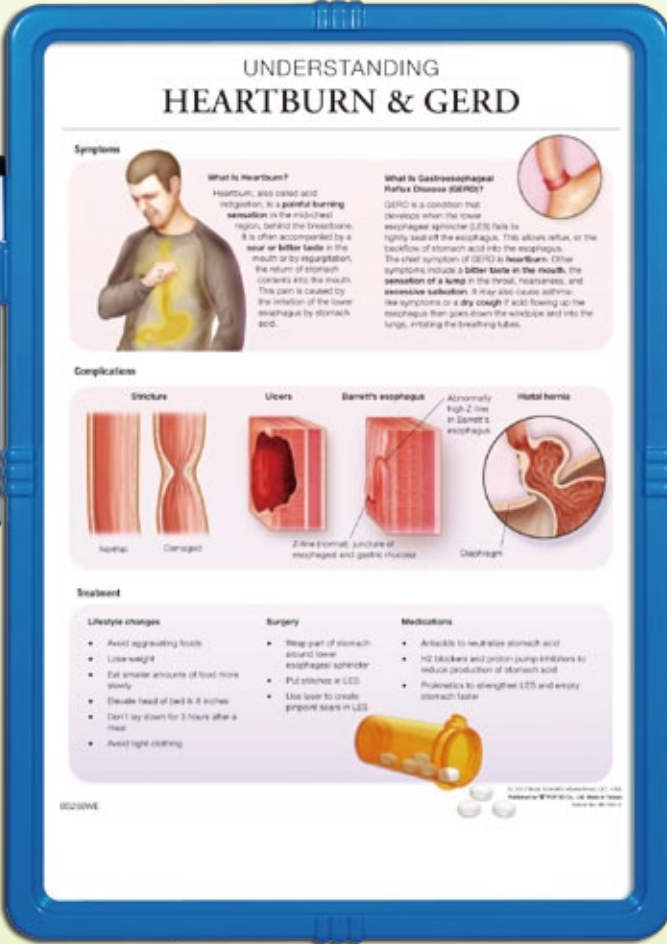 UNDERSTANDING
HEARTBURN & GERD
Symptoms
What Is Heartburn?
Heartburn, also called acid
indigestion, is a painful burning
sensation in the mid-chest
region, behind the breastbone.
It is often accompanied by a
sour or bitter taste in the
mouth or by regurgitation,
the return of stomach
contents into the mouth.
This pain is caused by
the irritation of the lower
esophagus by stomach
acid.
What Is Gastroesophageal
Reflux Disease (GERD)?
GERD is a condition that
develops when the lower
esophageal sphincter (LES) fails to
tightly seal off the esophagus. This allows reflux, or the
backflow of stomach acid into the esophagus.
The chief symptom of GERD is heartburn. Other
symptoms include a bitter taste in the mouth, the
sensation of a lump in the throat, hoarseness, and
excessive salivation. It may also cause asthma-
like symptoms or a dry cough if acid flowing up the
esophagus then goes down the windpipe and into the
lungs, irritating the breathing tubes.
Complications
Stricture
Normal
Damaged
Ulcers
Barrett's esophagus
Abnormally
high Z-line
in Barrett's
esophagus
Z-line (normal) juncture of
esophageal and gastric mucosa
Hiatal hernia
Diaphragm
Treatment
Lifestyle changes
• Avoid aggravating foods
• Lose weight
• Eat smaller amounts of food more
slowly
• Elevate head of bed 6-8 inches
• Don't lay down for 3 hours after a
meal
• Avoid tight clothing
Surgery
• Wrap part of stomach
around lower
esophageal sphincter
• Put stitches in LES
• Use laser to create
pinpoint scars in LES
Medications
• Antacids to neutralize stomach acid
• H2 blockers and proton pump inhibitors to
reduce production of stomach acid
• Prokinetics to strengthen LES and empty
stomach faster